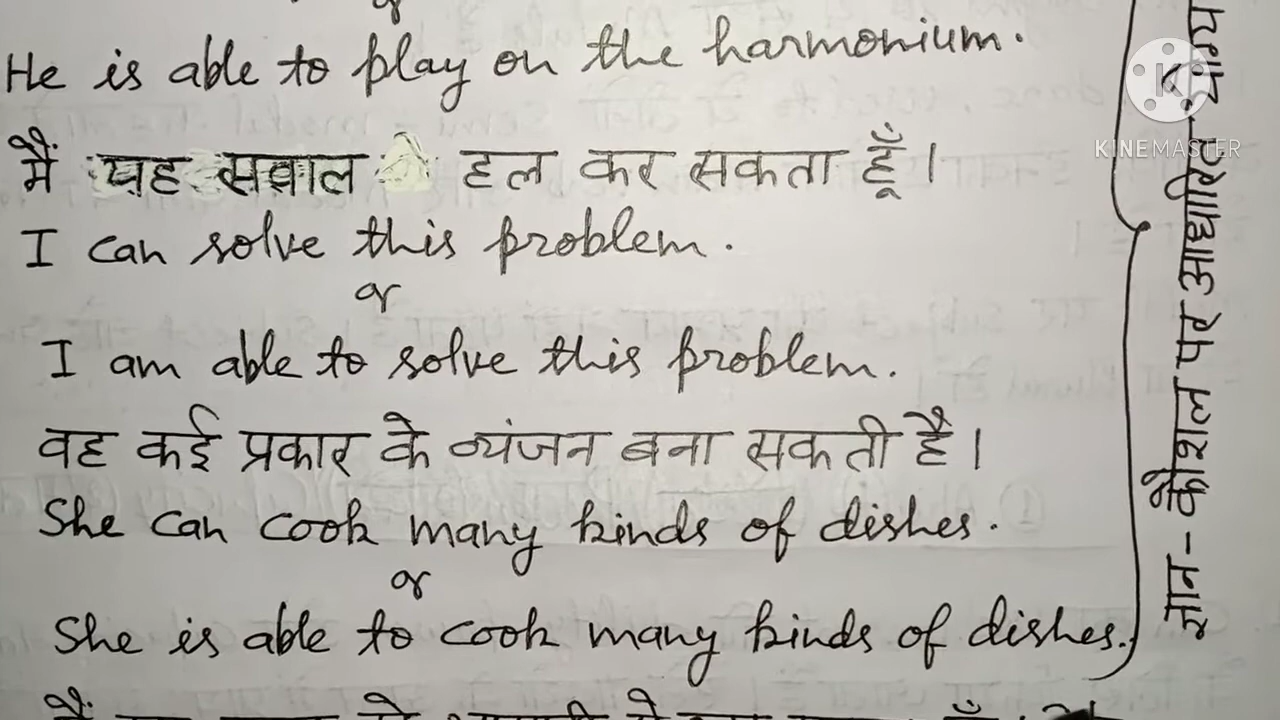 or
He is able to play on the harmonium.
मैं यह सवाल हल कर सकता हूँ।
I can solve this problem.
or
I am able to solve this problem.
वह कई प्रकार के व्यंजन बना सकती है।
She can cook many kinds of dishes.
or
She is able to cook many kinds of dishes.
ज्ञान-कौशल पर आधारित
KINEMASTER